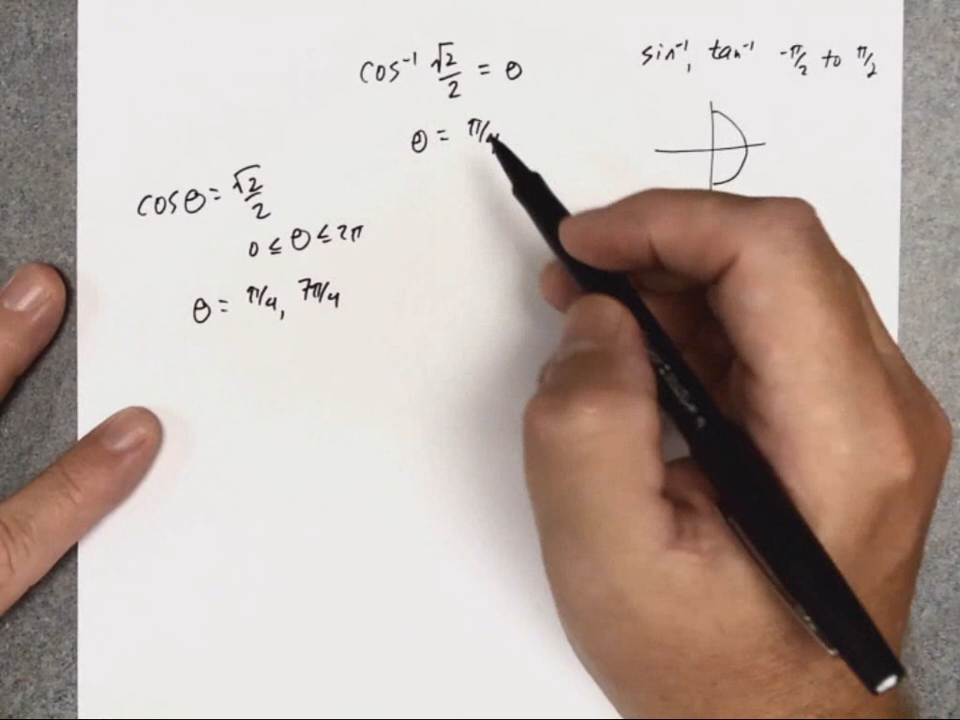 cos⁻¹ √2/2 = θ
θ = π/4
sin⁻¹, tan⁻¹ -π/2 to π/2
cosθ = √2/2
0 ≤ θ ≤ 2π
θ = π/4, 7π/4